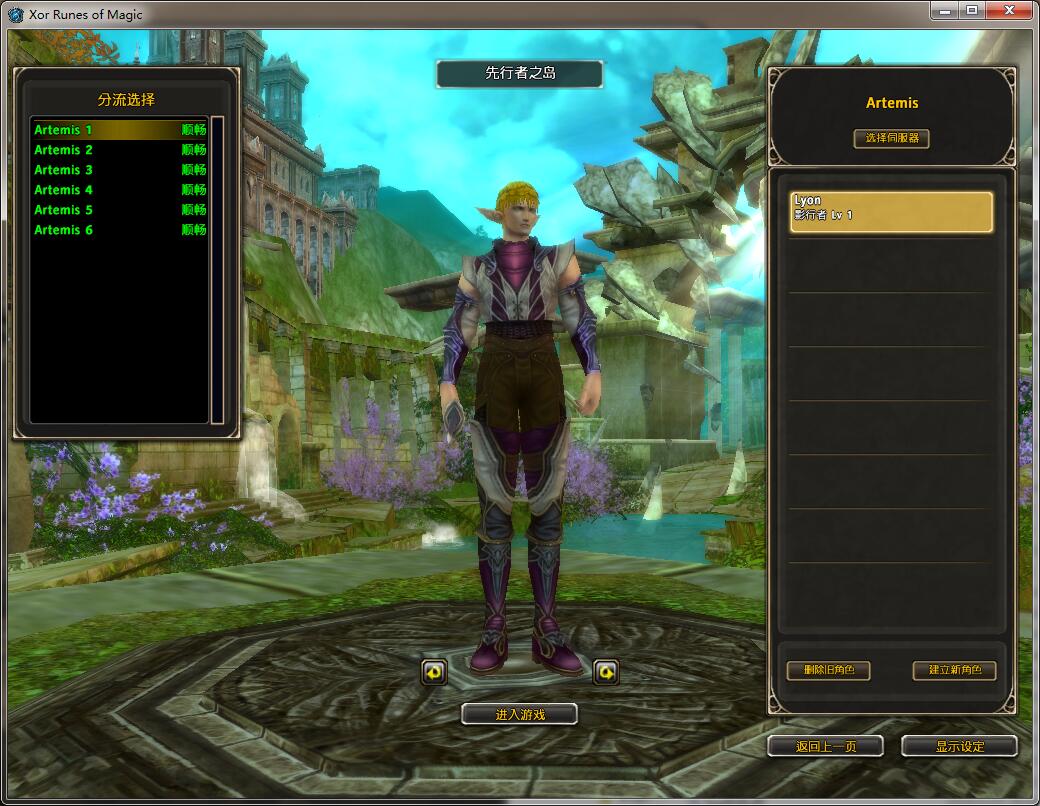 Xor Runes of Magic
先行者之岛
分流选择
Artemis 1 顺畅
Artemis 2 顺畅
Artemis 3 顺畅
Artemis 4 顺畅
Artemis 5 顺畅
Artemis 6 顺畅
Artemis
选择伺服器
Lyon
影行者 Lv 1
删除旧角色
建立新角色
进入游戏
返回上一页
显示设定